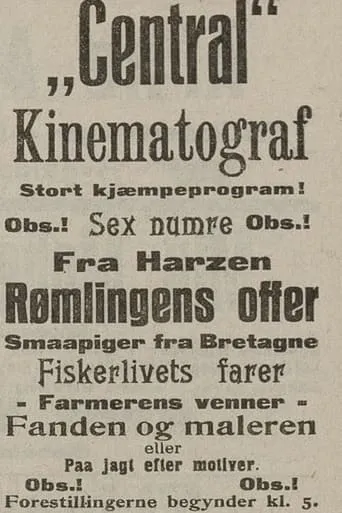 „Central“
Kinematograf
Stort kjæmpeprogram!
Obs.! Sex numre Obs.!
Fra Harzen
Rømlingens offer
Smaapiger fra Bretagne
Fiskerlivets farer
- Farmerens venner -
Fanden og maleren
eller
Paa jagt efter motiver.
Obs.! Obs.!
Forestillingerne begynder kl. 5.